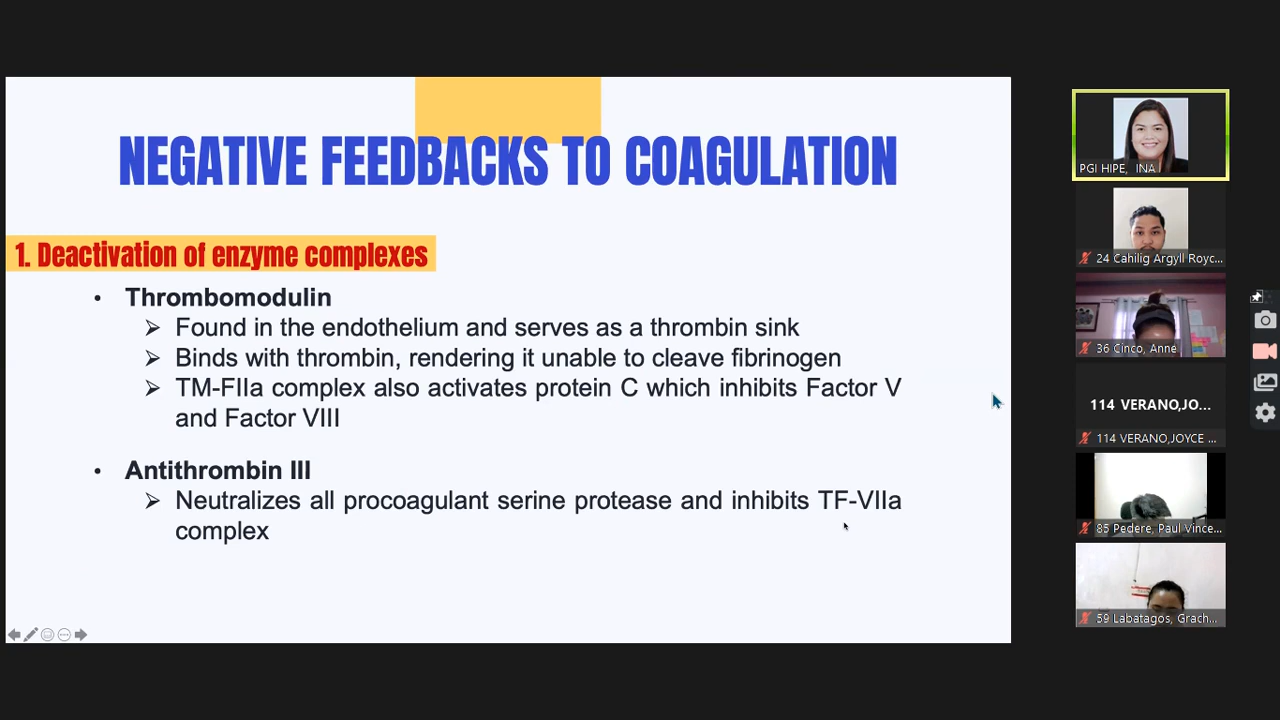 NEGATIVE FEEDBACKS TO COAGULATION
1. Deactivation of enzyme complexes
• Thrombomodulin
➢ Found in the endothelium and serves as a thrombin sink
➢ Binds with thrombin, rendering it unable to cleave fibrinogen
➢ TM-FIIa complex also activates protein C which inhibits Factor V
and Factor VIII
• Antithrombin III
➢ Neutralizes all procoagulant serine protease and inhibits TF-VIIa
complex
PGI HIPE, INA
24 Cahilig Argyll Royc...
36 Cinco, Anne
114 VERANO,JO...
114 VERANO,JOYCE ...
85 Pedere, Paul Vince...
59 Labatagos, Grach...